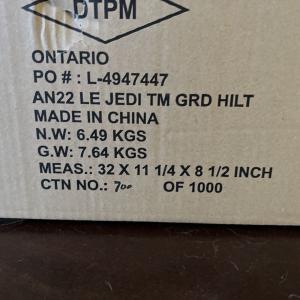 DTPM
ONTARIO
PO # : L-4947447
AN22 LE JEDI TM GRD HILT
MADE IN CHINA
N.W: 6.49 KGS
G.W: 7.64 KGS
MEAS.: 32 X 11 1/4 X 8 1/2 INCH
CTN NO.: 700 OF 1000